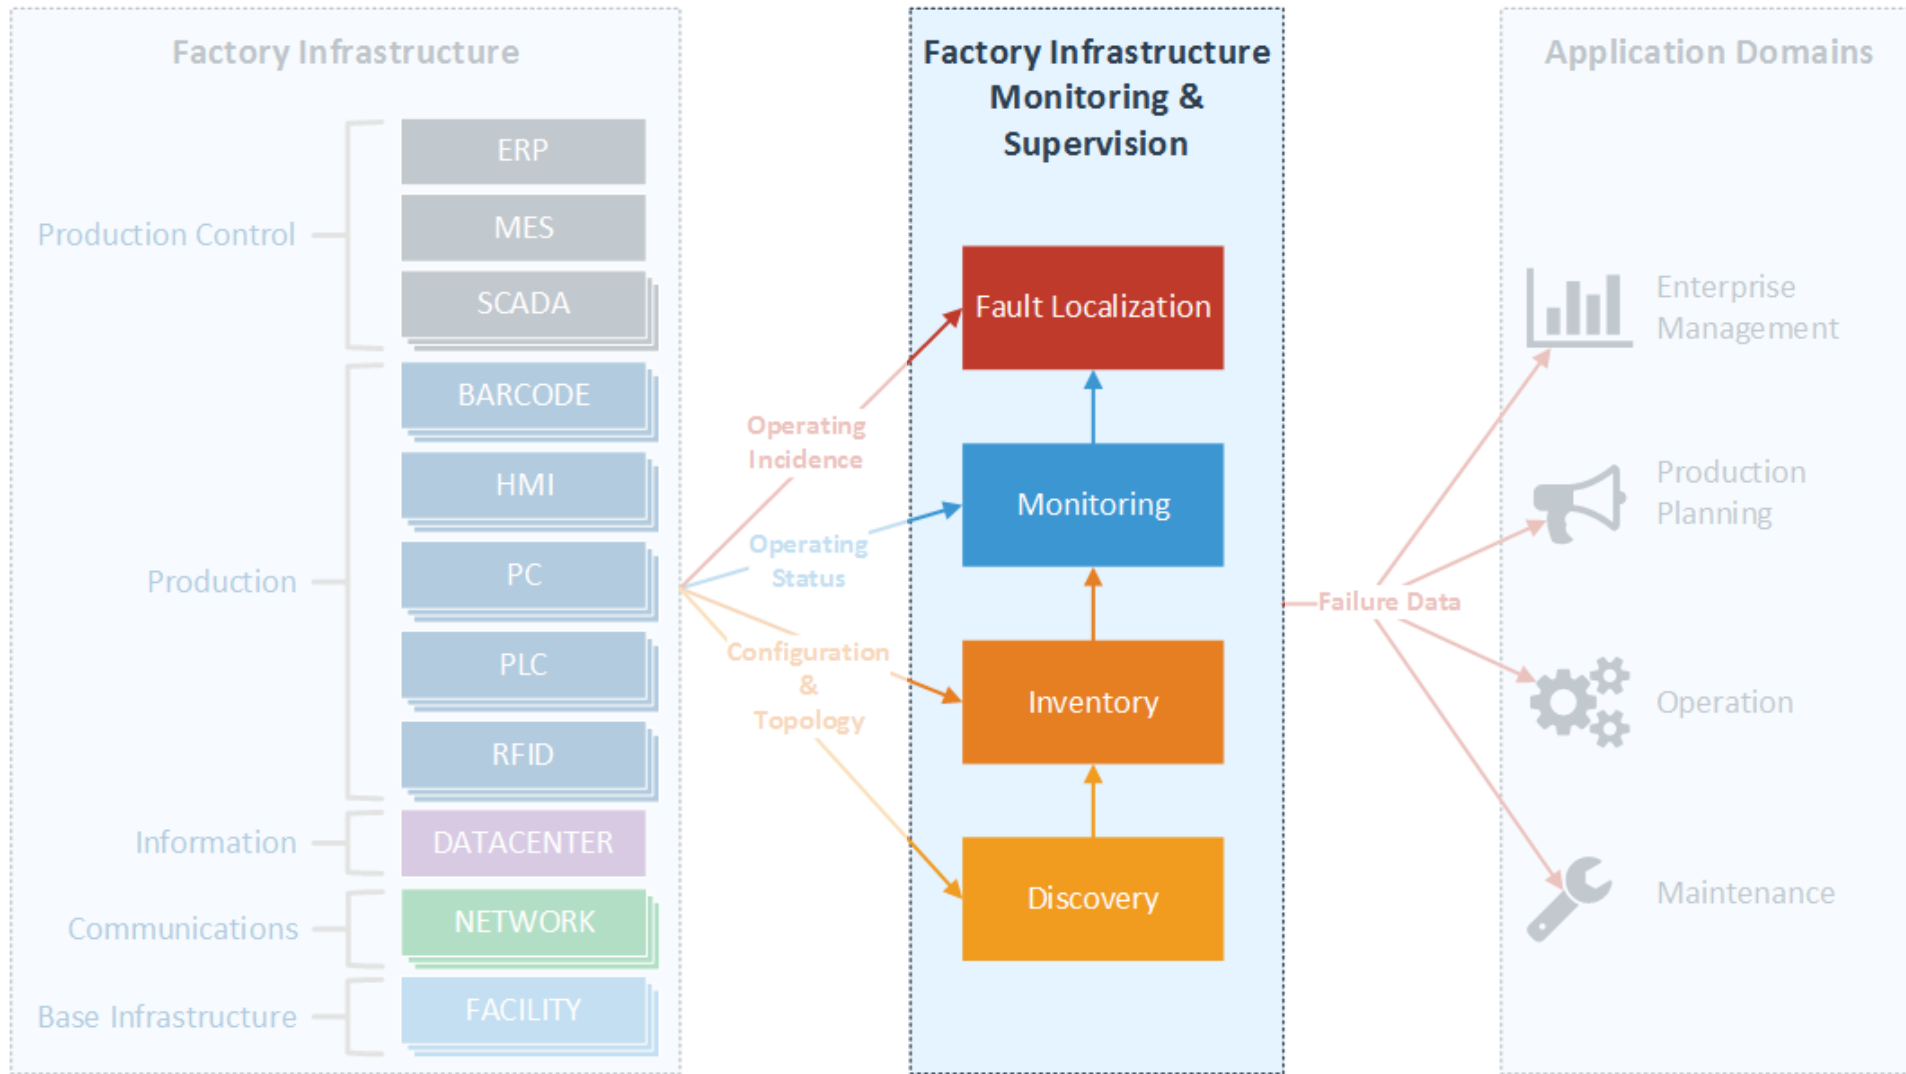 Factory Infrastructure
Production Control
ERP
MES
SCADA
Production
BARCODE
HMI
PC
PLC
RFID
Information
DATACENTER
Communications
NETWORK
Base Infrastructure
FACILITY
Operating
Incidence
Operating
Status
Configuration
&
Topology
Factory Infrastructure
Monitoring &
Supervision
Fault Localization
Monitoring
Inventory
Discovery
Failure Data
Application Domains
Enterprise
Management
Production
Planning
Operation
Maintenance